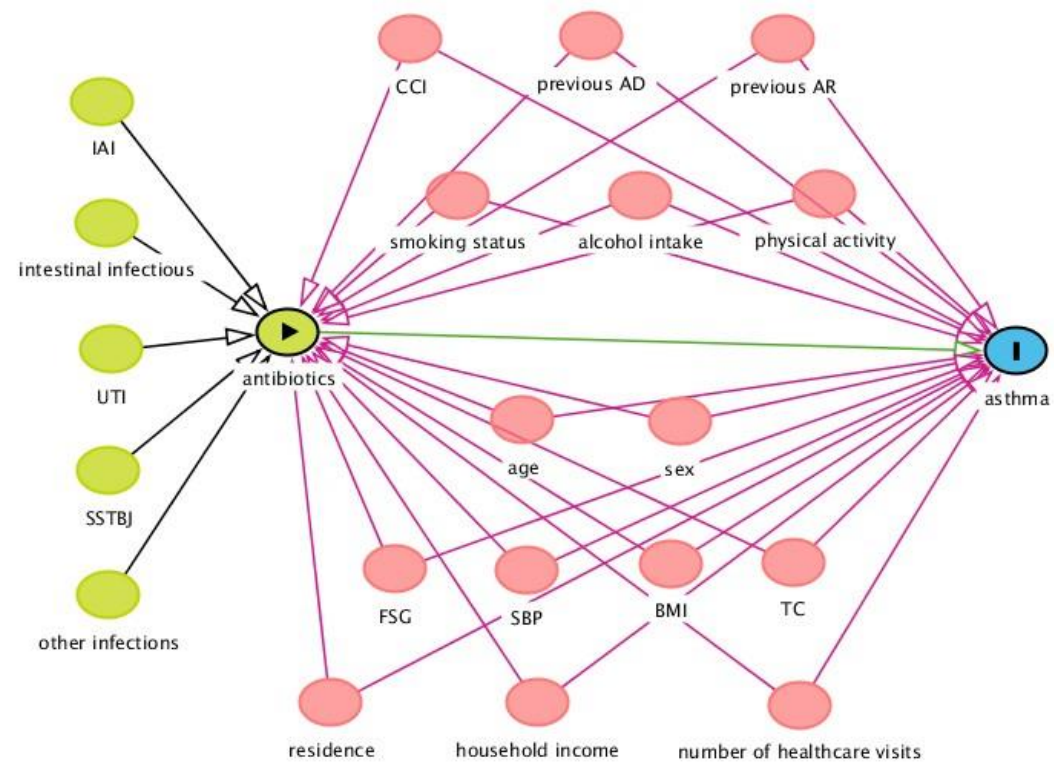 CCI
previous AD
previous AR
IAI
smoking status
alcohol intake
physical activity
intestinal infectious
antibiotics
UTI
asthma
age
sex
SSTBJ
FSG
SBP
BMI
TC
other infections
residence
household income
number of healthcare visits